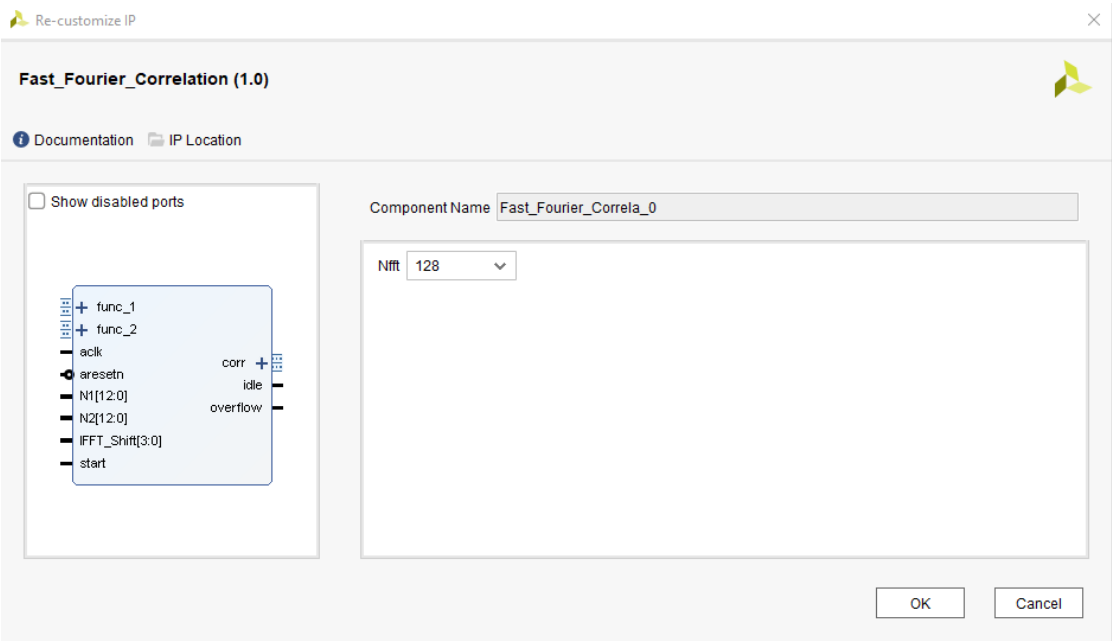 Re-customize IP
Fast_Fourier_Correlation (1.0)
Documentation IP Location
Show disabled ports
Component Name Fast_Fourier_Correla_0
Nfft 128
func_1
func_2
aclk
aresetn
N1[12:0]
N2[12:0]
IFFT_Shift[3:0]
start
corr
idle
overflow
OK Cancel